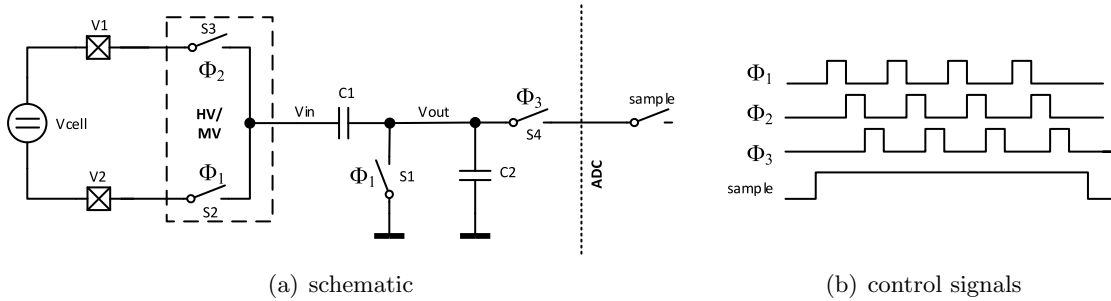 V1
S3
Φ2
HV/
MV
Vcell
Vin
C1
Vout
Φ3
S4
sample
Φ1
S1
C2
ADC
Φ1
S2
V2
(a) schematic
Φ1
Φ2
Φ3
sample
(b) control signals